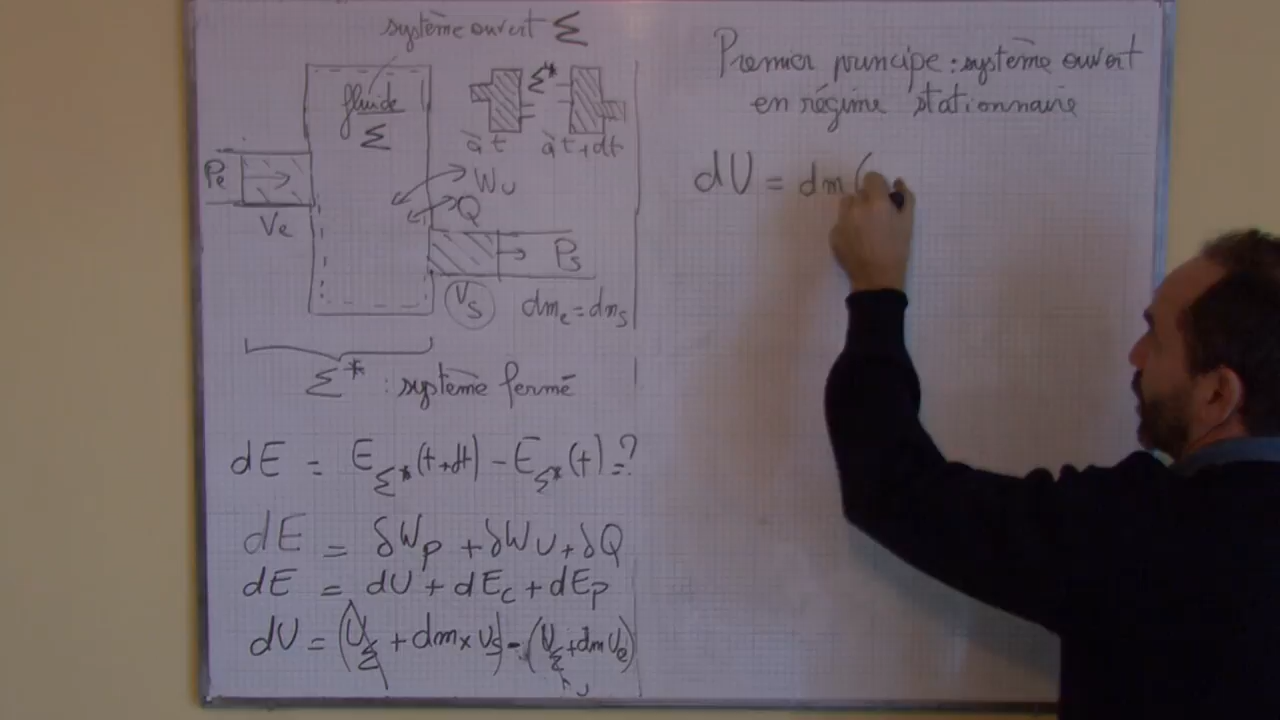 système ouvert Σ
fluide
Σ
Σ*
à t
à t+dt
Pe
Ve
Wu
Q
Ps
Vs
dme = dms
Σ* : système fermé
dE = EΣ*(t+dt) - EΣ*(t) = ?
dE = δWp + δWu + δQ
dE = dU + dEc + dEp
dU = (UΣ + dm x us) - (UΣ + dm ue)
Premier principe : système ouvert
en régime stationnaire
dU = dm (